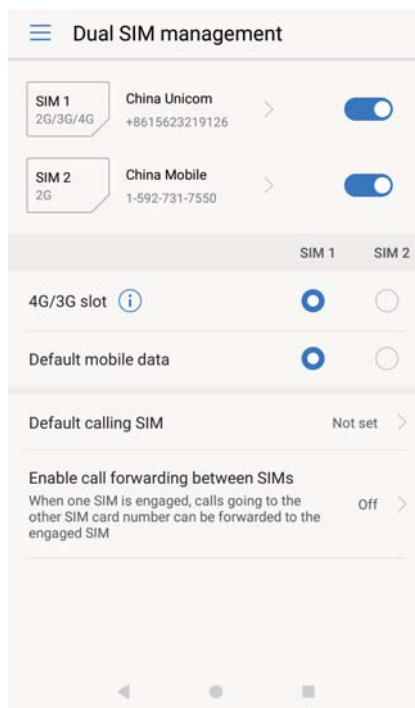 Dual SIM management
SIM 1
2G/3G/4G
China Unicom
+8615623219126
SIM 2
2G
China Mobile
1-592-731-7550
SIM 1 SIM 2
4G/3G slot i
Default mobile data
Default calling SIM Not set
Enable call forwarding between SIMs
When one SIM is engaged, calls going to the
other SIM card number can be forwarded to the
engaged SIM
Off